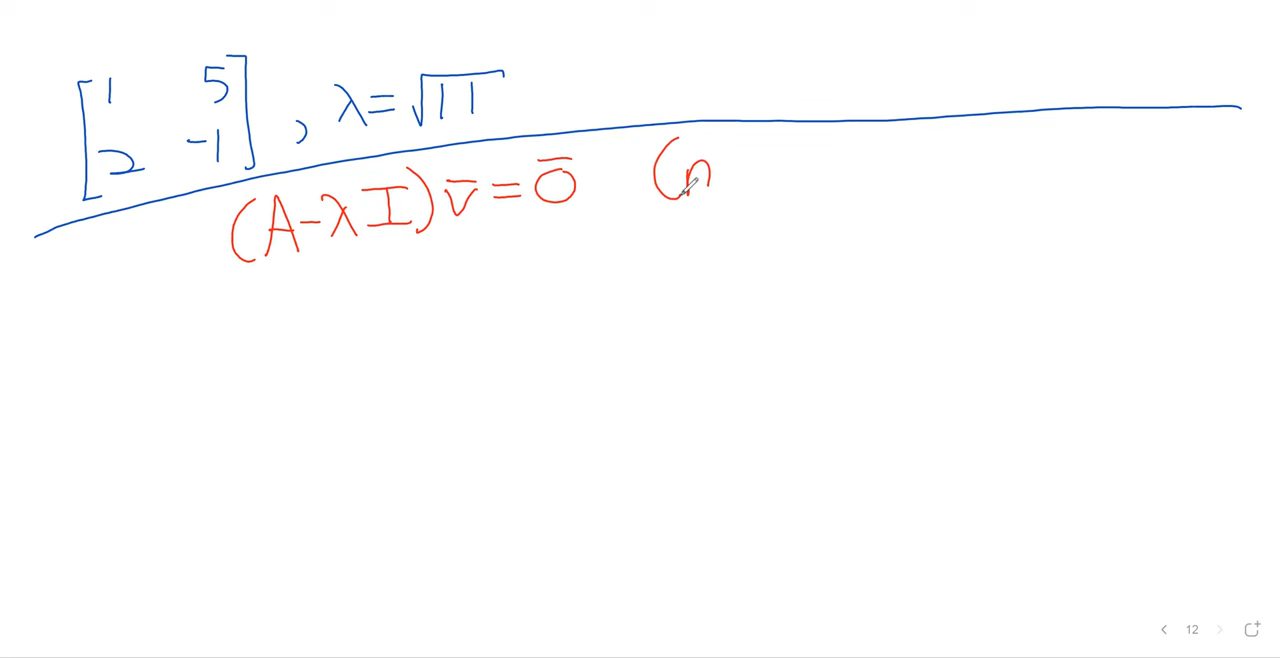 [1 5
2 -1], λ = √11
(A - λI) v̄ = 0̄ (n
12